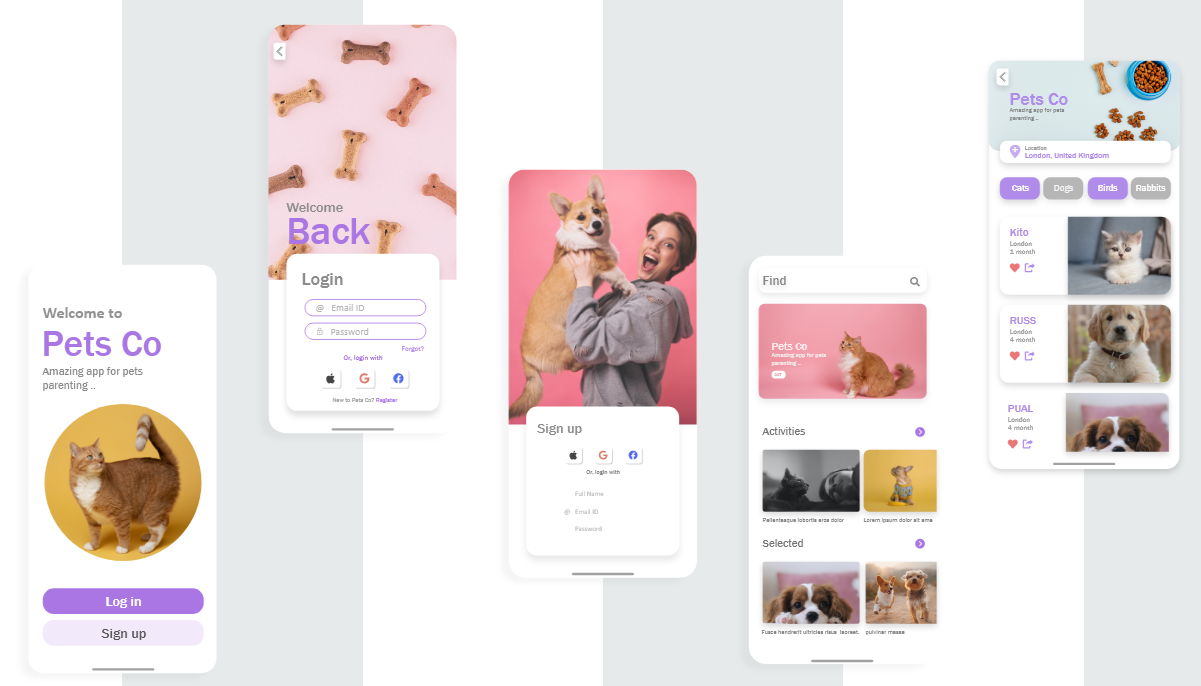 Welcome to
Pets Co
Amazing app for pets
parenting ..
Log in
Sign up
Welcome
Back
Login
@ Email ID
Password
Forgot?
Or, login with
New to Pets Co? Register
Sign up
Or, login with
Full Name
@ Email ID
Password
Find
Pets Co
Amazing app for pets
parenting ..
Activities
Pellentesque lobortis arcu dolor
Lorem ipsum dolor sit ame
Selected
Fusce hendrerit ultricies risus laoreet.
pulvinar massa
Pets Co
Amazing app for pets
parenting ..
Location
London, United Kingdom
Cats
Dogs
Birds
Rabbits
Kito
London
1 month
RUSS
London
4 month
PUAL
London
4 month